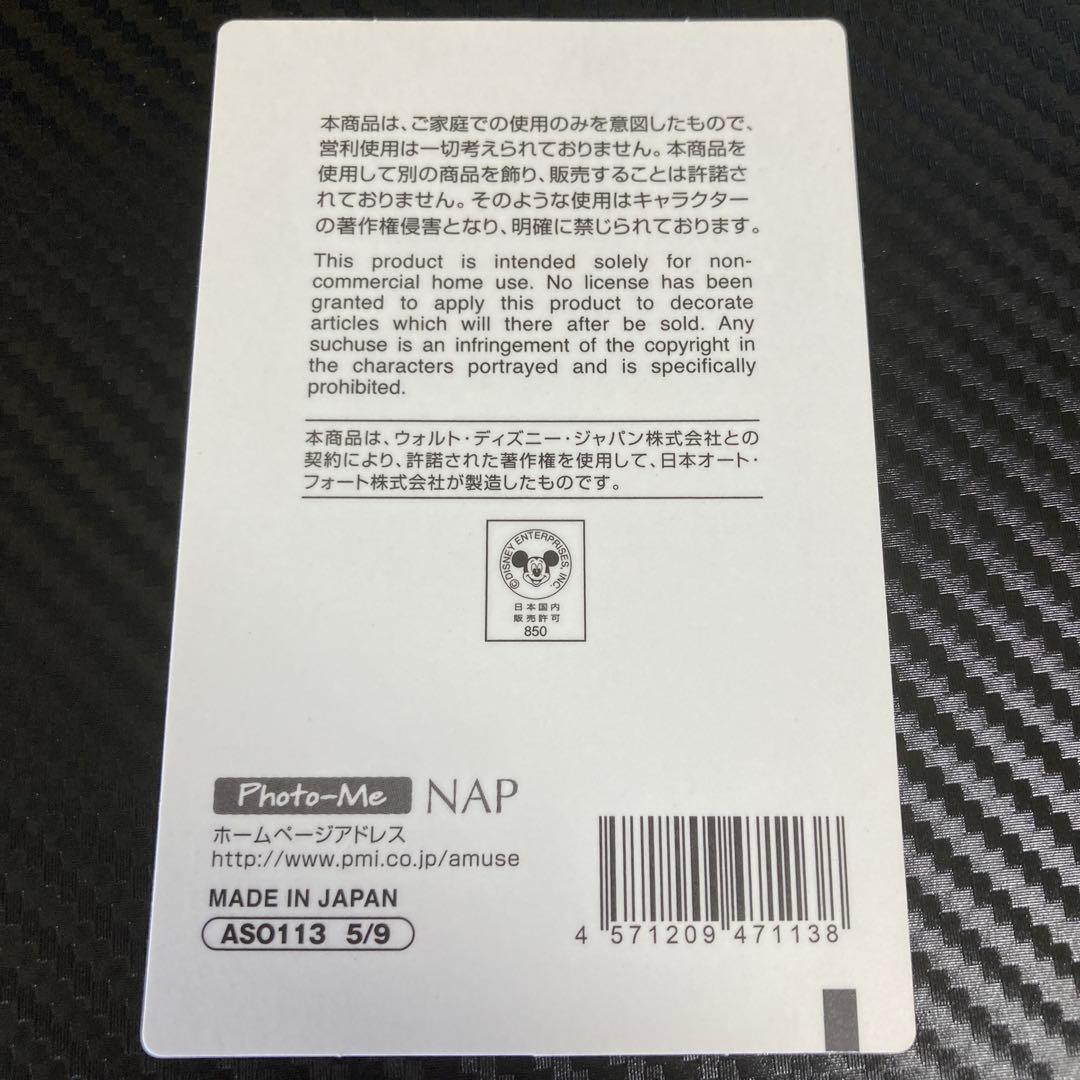 本商品は、ご家庭での使用のみを意図したもので、
営利使用は一切考えられておりません。本商品を
使用して別の商品を飾り、販売することは許諾さ
れておりません。そのような使用はキャラクター
の著作権侵害となり、明確に禁じられております。
This product is intended solely for non-
commercial home use. No license has been
granted to apply this product to decorate
articles which will there after be sold. Any
suchuse is an infringement of the copyright in
the characters portrayed and is specifically
prohibited.
本商品は、ウォルト・ディズニー・ジャパン株式会社との
契約により、許諾された著作権を使用して、日本オート・
フォート株式会社が製造したものです。
©DISNEY ENTERPRISES, INC.
日本国内
販売許可
850
Photo-Me NAP
ホームページアドレス
http://www.pmi.co.jp/amuse
MADE IN JAPAN
ASO113 5/9
4 571209 471138